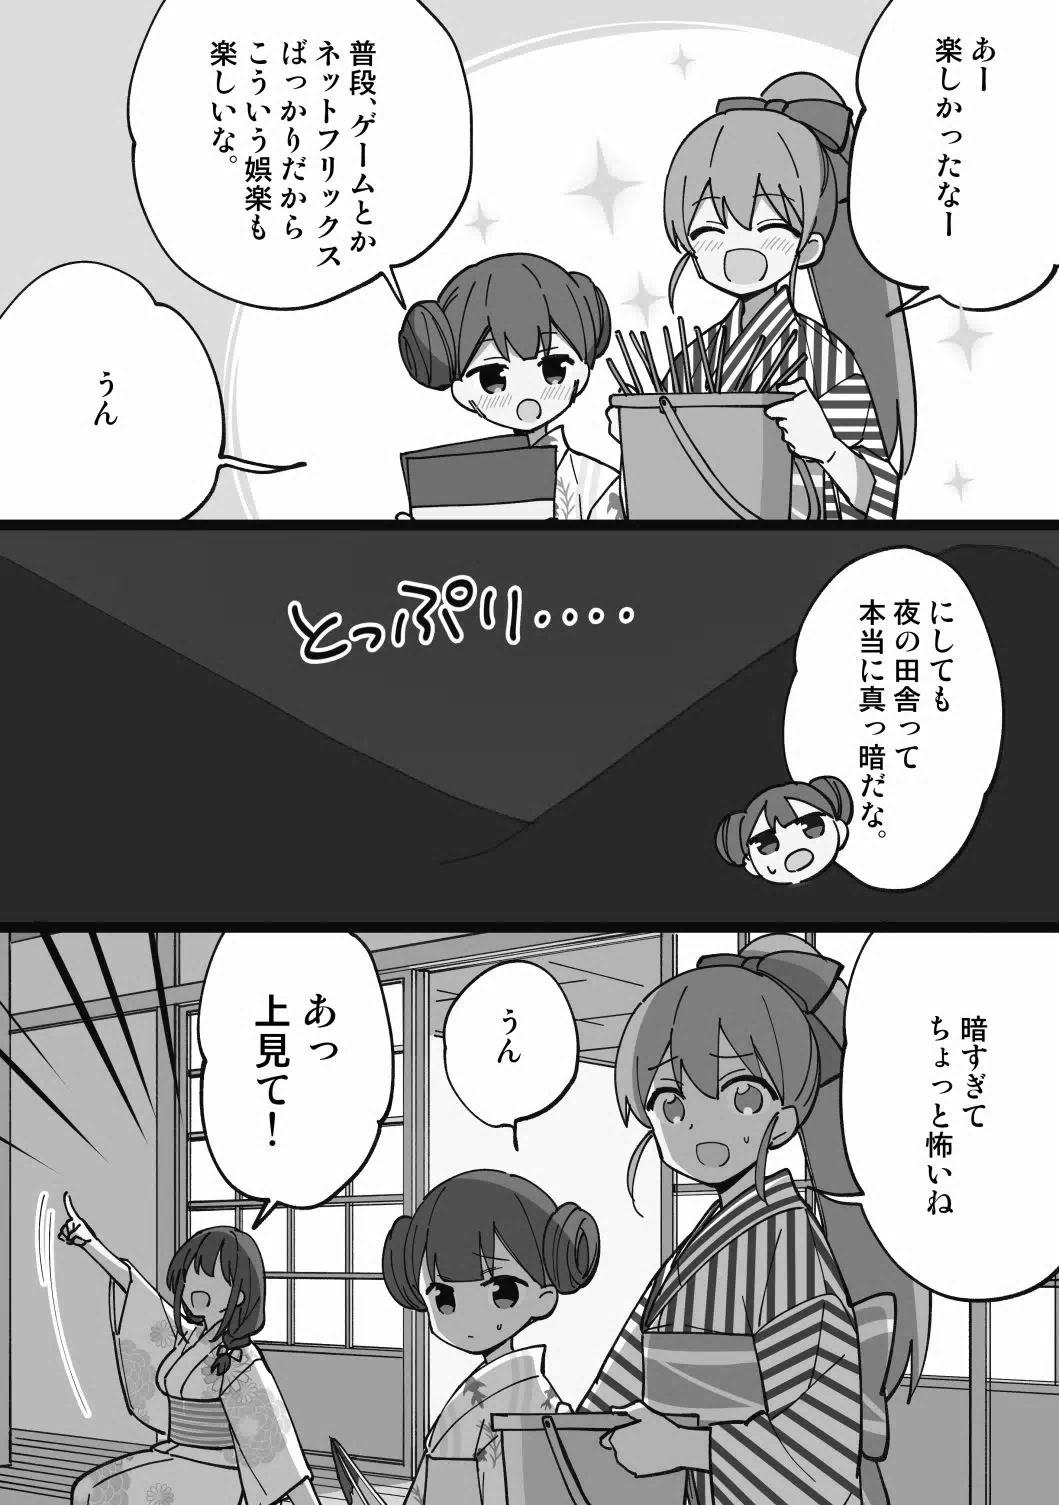 あー
楽しかったなー
普段、ゲームとか
ネットフリックス
ばっかりだから
こういう娯楽も
楽しいな。
うん
にしても
夜の田舎って
本当に真っ暗だな。
とっぷり‥‥
暗すぎて
ちょっと怖いね
うん
あっ
上見て！